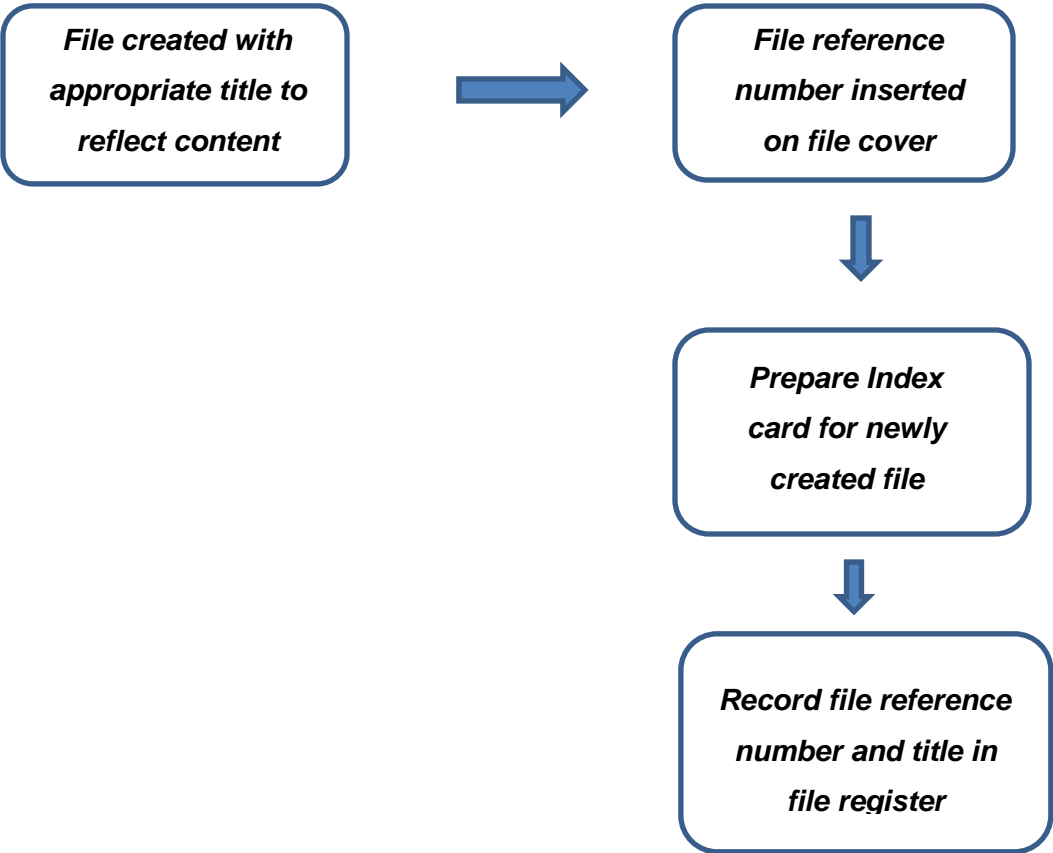 File created with
appropriate title to
reflect content
File reference
number inserted
on file cover
Prepare Index
card for newly
created file
Record file reference
number and title in
file register